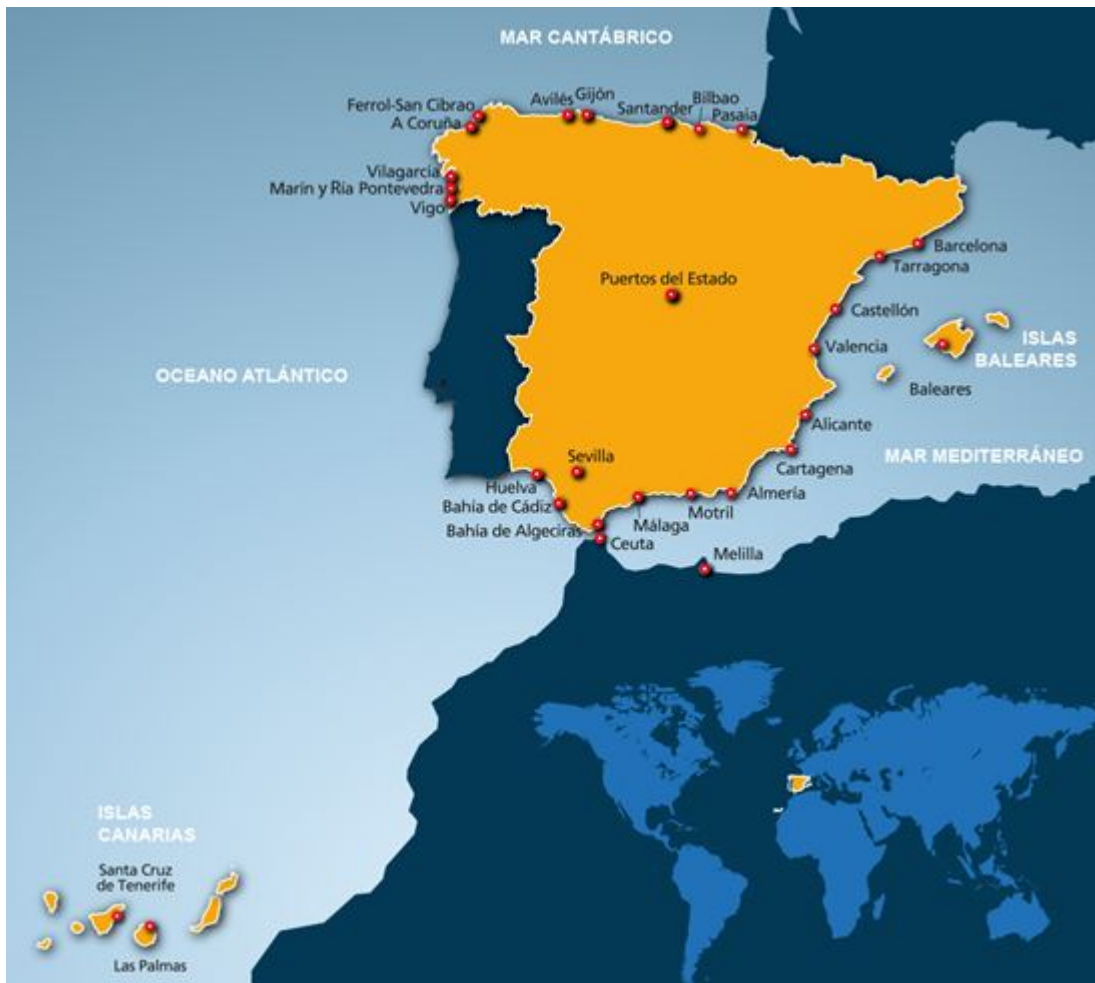 MAR CANTÁBRICO
Ferrol-San Cibrao
A Coruña
Avilés
Gijón
Santander
Bilbao
Pasaia
Vilagarcía
Marín y Ría Pontevedra
Vigo
Barcelona
Tarragona
Puertos del Estado
Castellón
ISLAS
BALEARES
Valencia
OCEANO ATLÁNTICO
Baleares
Alicante
MAR MEDITERRÁNEO
Cartagena
Sevilla
Huelva
Almería
Bahía de Cádiz
Motril
Málaga
Bahía de Algeciras
Ceuta
Melilla
ISLAS
CANARIAS
Santa Cruz
de Tenerife
Las Palmas